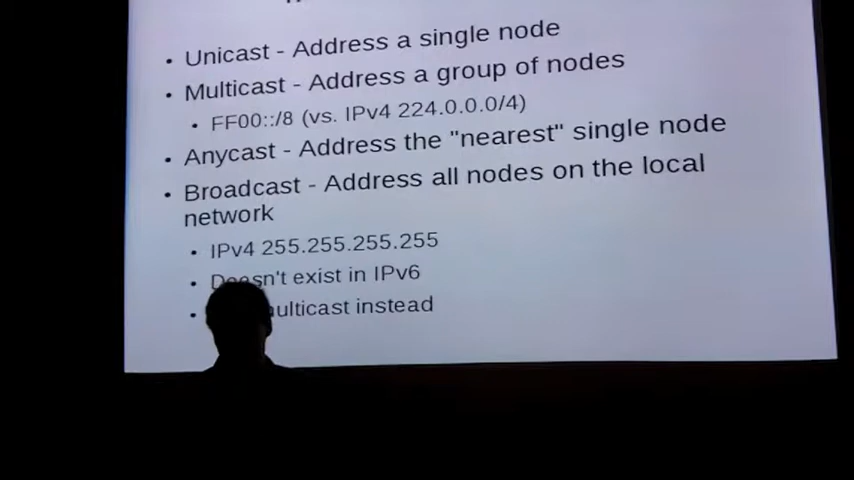 • Unicast - Address a single node
• Multicast - Address a group of nodes
• FF00::/8 (vs. IPv4 224.0.0.0/4)
• Anycast - Address the "nearest" single node
• Broadcast - Address all nodes on the local
network
• IPv4 255.255.255.255
• Doesn't exist in IPv6
• multicast instead